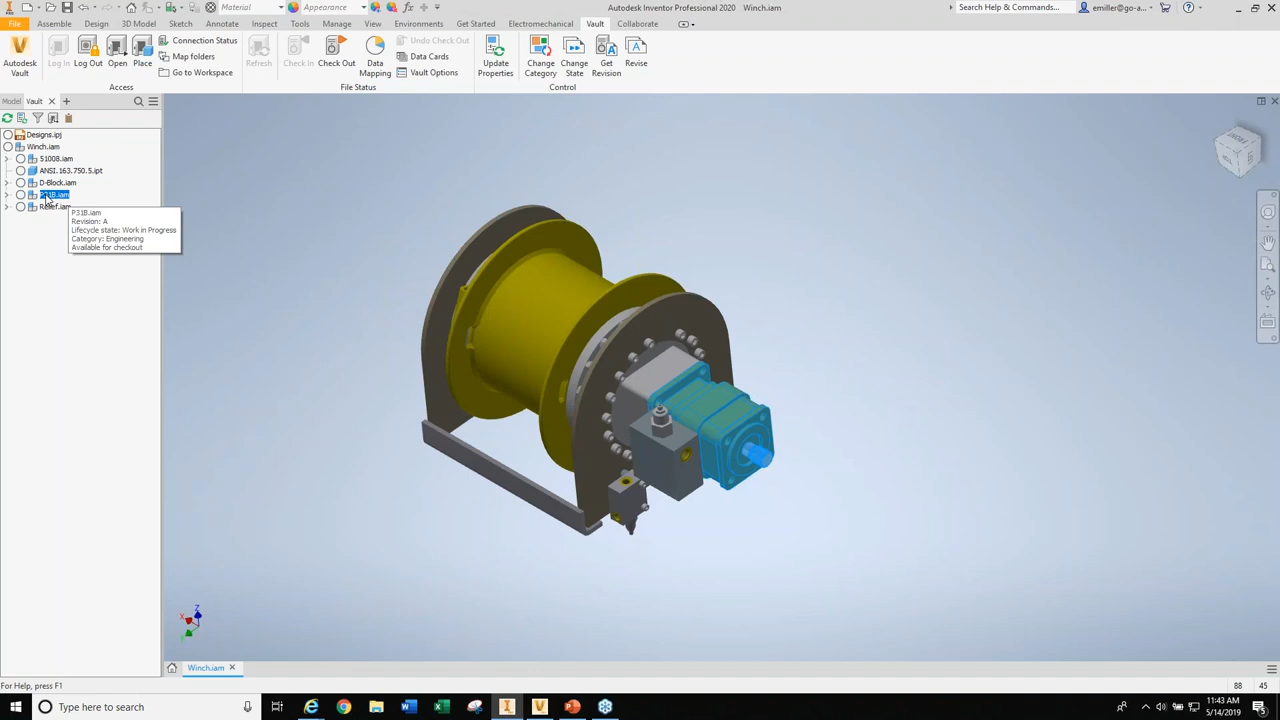 Material
Appearance
Autodesk Inventor Professional 2020 Winch.iam
Search Help & Commands...
emiller@go-a...
File Assemble Design 3D Model Sketch Annotate Inspect Tools Manage View Environments Get Started Electromechanical Vault Collaborate
Autodesk Vault
Log In
Log Out
Open
Place
Connection Status
Map folders
Go to Workspace
Refresh
Check In
Check Out
Data Mapping
Undo Check Out
Data Cards
Vault Options
Update Properties
Change Category
Change State
Get Revision
Revise
Access
File Status
Control
Model Vault
Designs.ipj
Winch.iam
51008.iam
ANSI.163.750.5.ipt
D-Block.iam
P31B.iam
Relief.iam
P31B.iam
Revision: A
Lifecycle state: Work in Progress
Category: Engineering
Available for checkout
Z
X
Y
Winch.iam
For Help, press F1
88 45
Type here to search
11:43 AM
5/14/2019